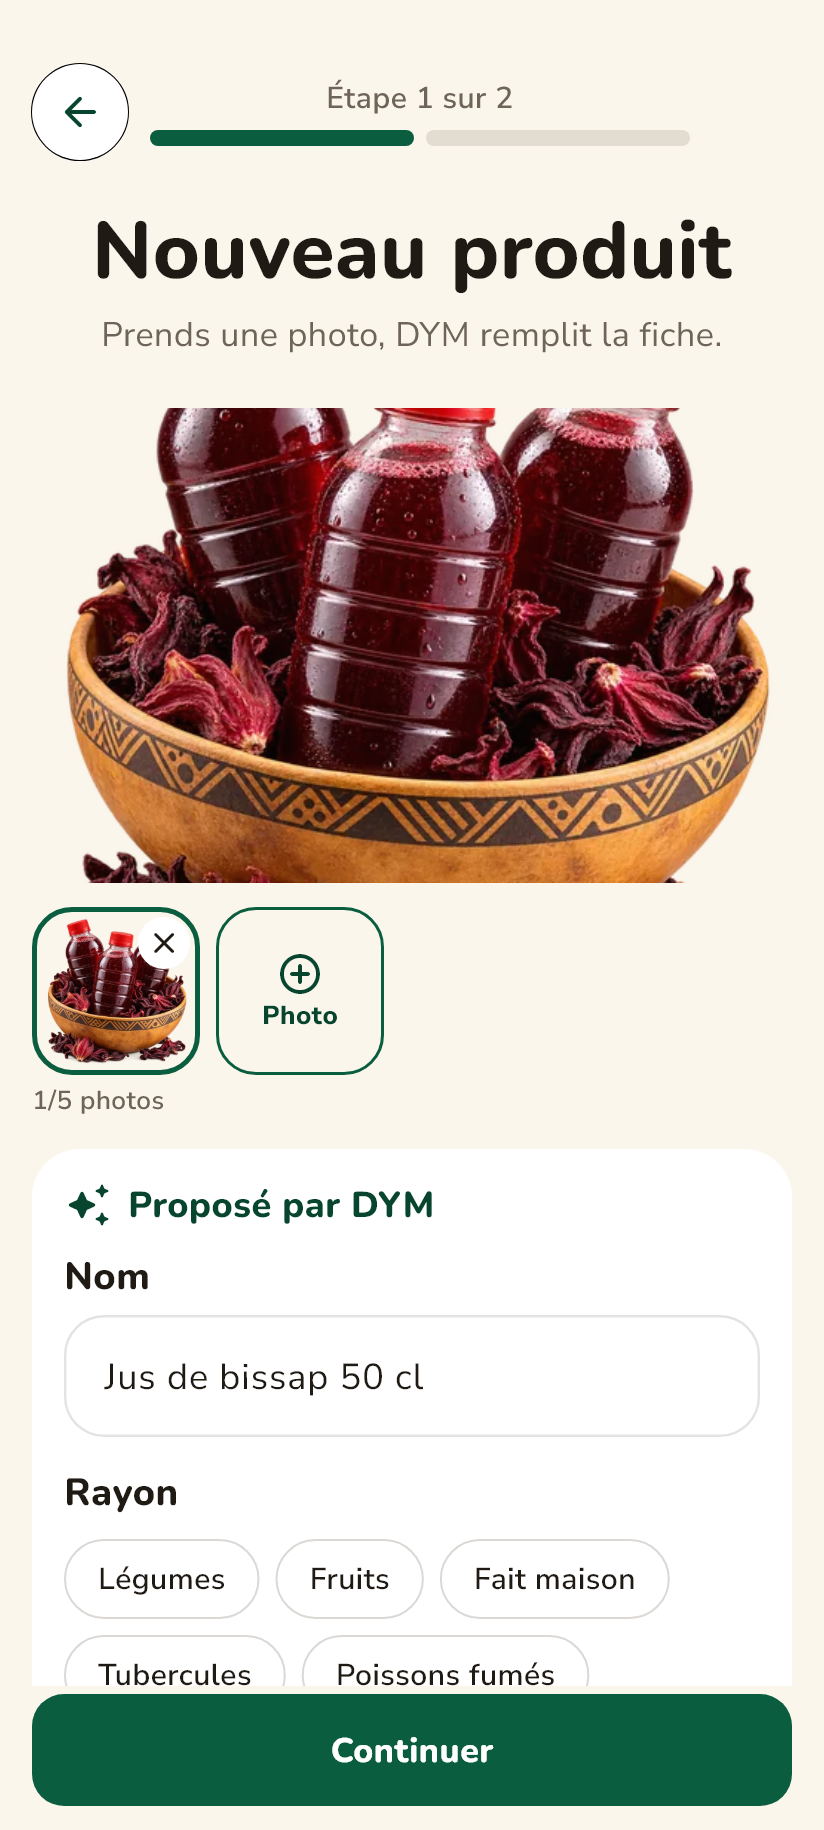 Étape 1 sur 2
Nouveau produit
Prends une photo, DYM remplit la fiche.
Photo
1/5 photos
Proposé par DYM
Nom
Jus de bissap 50 cl
Rayon
Légumes
Fruits
Fait maison
Tubercules
Poissons fumés
Continuer